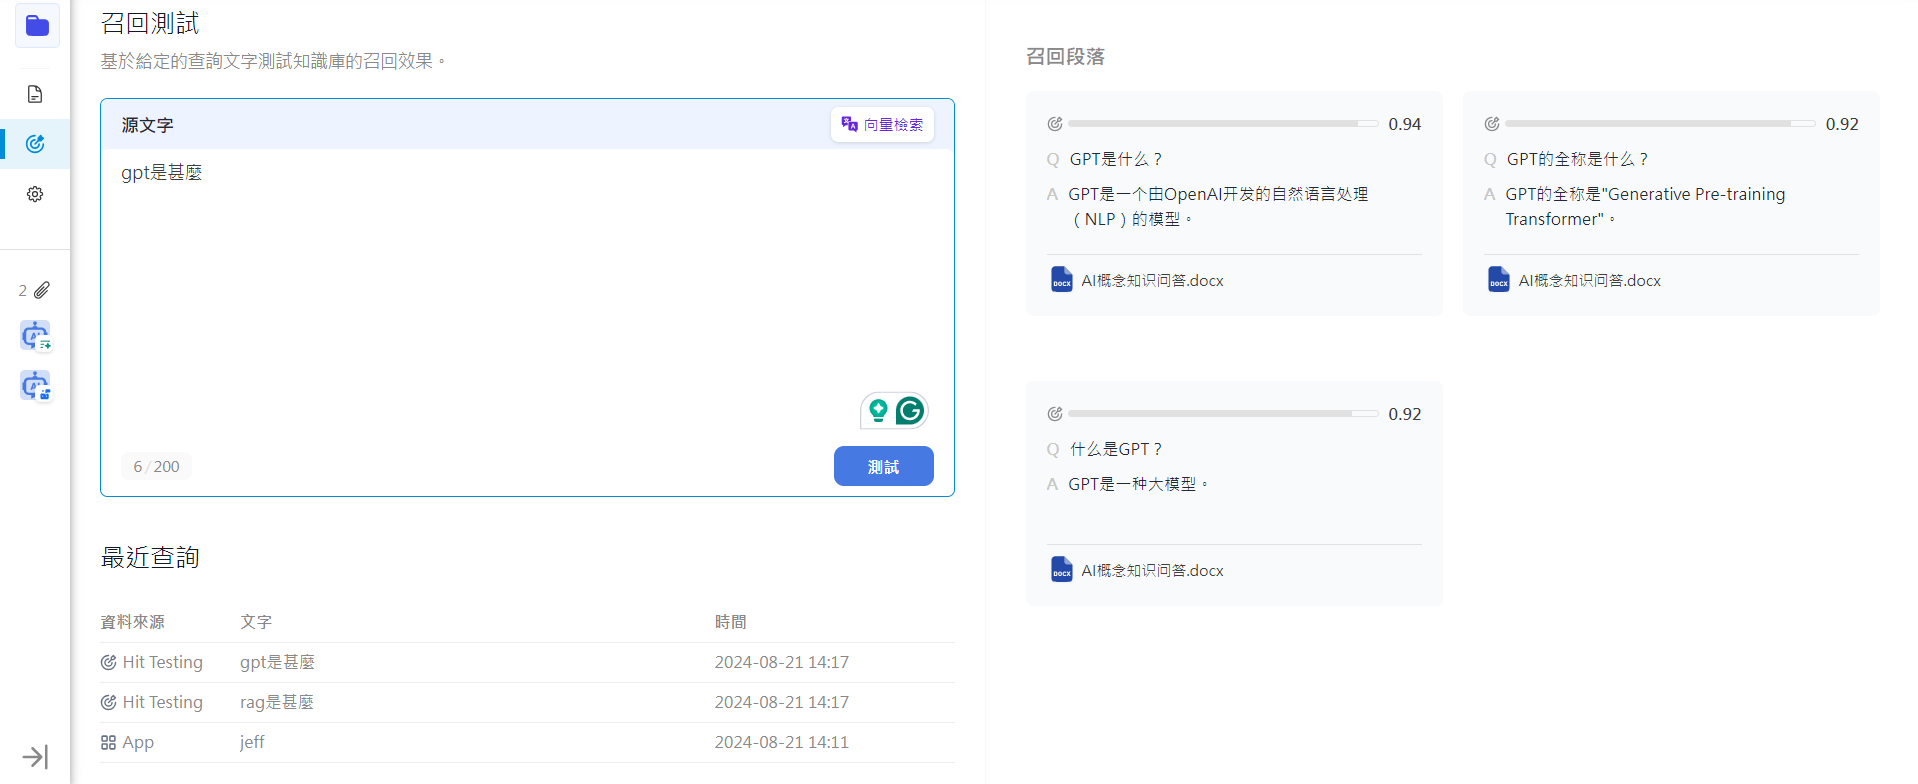 召回測試
基於給定的查詢文字測試知識庫的召回效果。
源文字
向量檢索
gpt是甚麼
6/200
測試
2
最近查詢
資料來源 文字 時間
Hit Testing gpt是甚麼 2024-08-21 14:17
Hit Testing rag是甚麼 2024-08-21 14:17
App jeff 2024-08-21 14:11
召回段落
0.94
Q GPT是什么？
A GPT是一个由OpenAI开发的自然语言处理
（NLP）的模型。
DOCX AI概念知识问答.docx
0.92
Q GPT的全称是什么？
A GPT的全称是"Generative Pre-training
Transformer"。
DOCX AI概念知识问答.docx
0.92
Q 什么是GPT？
A GPT是一种大模型。
DOCX AI概念知识问答.docx